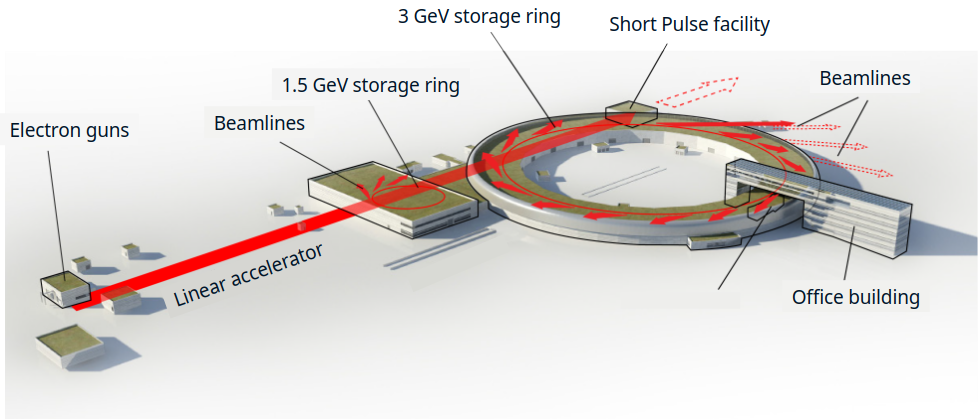 3 GeV storage ring
Short Pulse facility
1.5 GeV storage ring
Beamlines
Beamlines
Electron guns
Linear accelerator
Office building